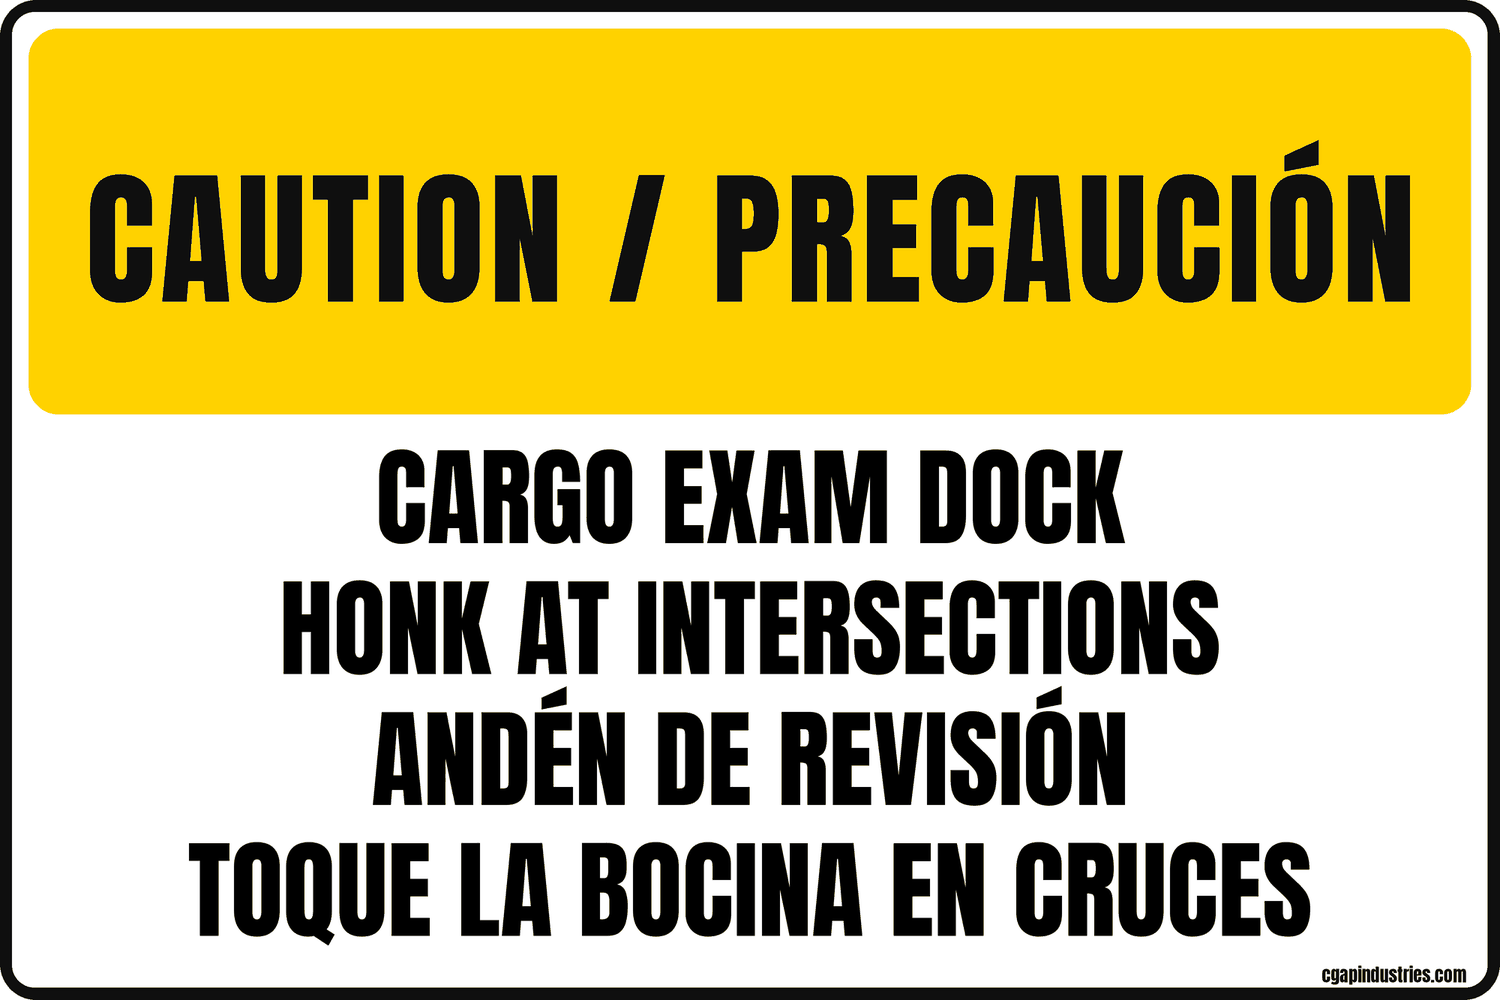 CAUTION / PRECAUCIÓN
CARGO EXAM DOCK
HONK AT INTERSECTIONS
ANDÉN DE REVISIÓN
TOQUE LA BOCINA EN CRUCES
cgapindustries.com